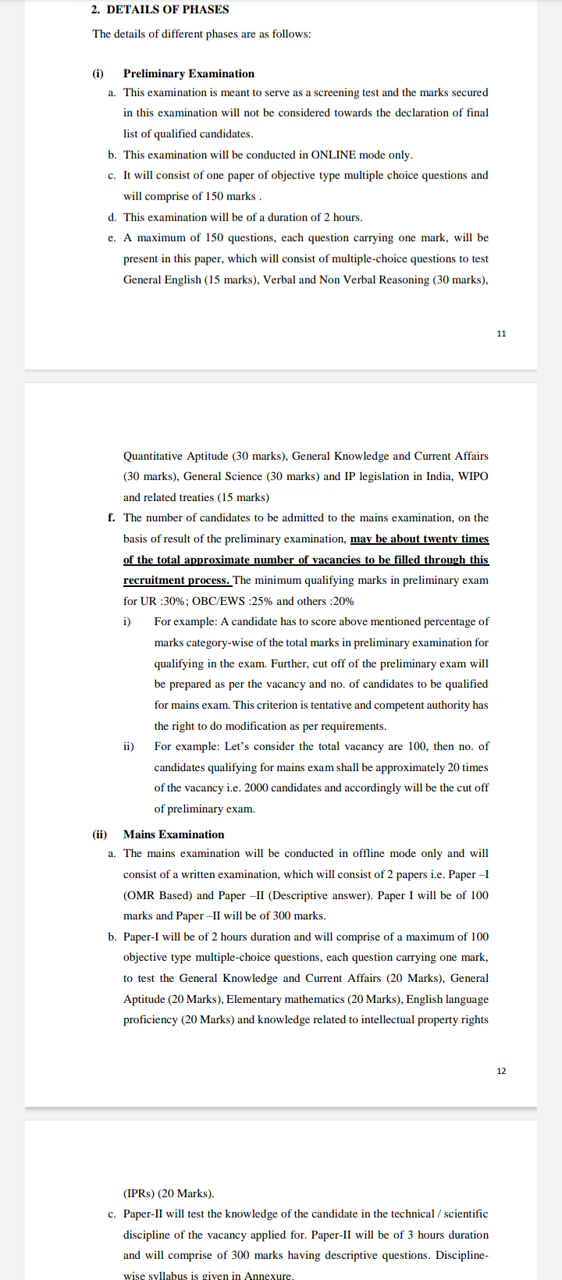 2. DETAILS OF PHASES
The details of different phases are as follows:
(i) Preliminary Examination
a. This examination is meant to serve as a screening test and the marks secured
in this examination will not be considered towards the declaration of final
list of qualified candidates.
b. This examination will be conducted in ONLINE mode only.
c. It will consist of one paper of objective type multiple choice questions and
will comprise of 150 marks .
d. This examination will be of a duration of 2 hours.
e. A maximum of 150 questions, each question carrying one mark, will be
present in this paper, which will consist of multiple-choice questions to test
General English (15 marks), Verbal and Non Verbal Reasoning (30 marks),
11
Quantitative Aptitude (30 marks), General Knowledge and Current Affairs
(30 marks), General Science (30 marks) and IP legislation in India, WIPO
and related treaties (15 marks)
f. The number of candidates to be admitted to the mains examination, on the
basis of result of the preliminary examination, may be about twenty times
of the total approximate number of vacancies to be filled through this
recruitment process. The minimum qualifying marks in preliminary exam
for UR :30%; OBC/EWS :25% and others :20%
i) For example: A candidate has to score above mentioned percentage of
marks category-wise of the total marks in preliminary examination for
qualifying in the exam. Further, cut off of the preliminary exam will
be prepared as per the vacancy and no. of candidates to be qualified
for mains exam. This criterion is tentative and competent authority has
the right to do modification as per requirements.
ii) For example: Let's consider the total vacancy are 100, then no. of
candidates qualifying for mains exam shall be approximately 20 times
of the vacancy i.e. 2000 candidates and accordingly will be the cut off
of preliminary exam.
(ii) Mains Examination
a. The mains examination will be conducted in offline mode only and will
consist of a written examination, which will consist of 2 papers i.e. Paper –I
(OMR Based) and Paper –II (Descriptive answer). Paper I will be of 100
marks and Paper –II will be of 300 marks.
b. Paper-I will be of 2 hours duration and will comprise of a maximum of 100
objective type multiple-choice questions, each question carrying one mark,
to test the General Knowledge and Current Affairs (20 Marks), General
Aptitude (20 Marks), Elementary mathematics (20 Marks), English language
proficiency (20 Marks) and knowledge related to intellectual property rights
12
(IPRs) (20 Marks).
c. Paper-II will test the knowledge of the candidate in the technical / scientific
discipline of the vacancy applied for. Paper-II will be of 3 hours duration
and will comprise of 300 marks having descriptive questions. Discipline-
wise syllabus is given in Annexure.